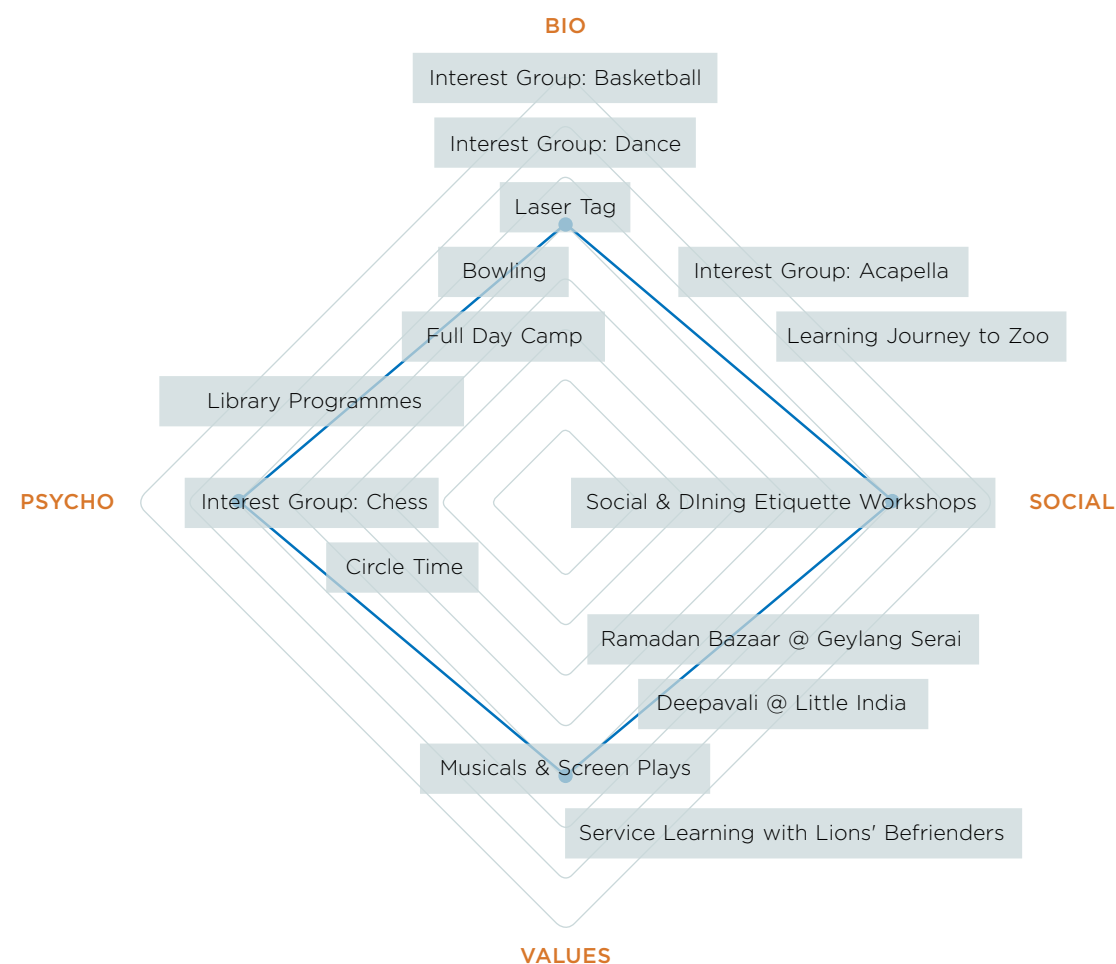 BIO
Interest Group: Basketball
Interest Group: Dance
Laser Tag
Bowling
Interest Group: Acapella
Full Day Camp
Learning Journey to Zoo
Library Programmes
PSYCHO
Interest Group: Chess
Social & DIning Etiquette Workshops
SOCIAL
Circle Time
Ramadan Bazaar @ Geylang Serai
Deepavali @ Little India
Musicals & Screen Plays
Service Learning with Lions' Befrienders
VALUES